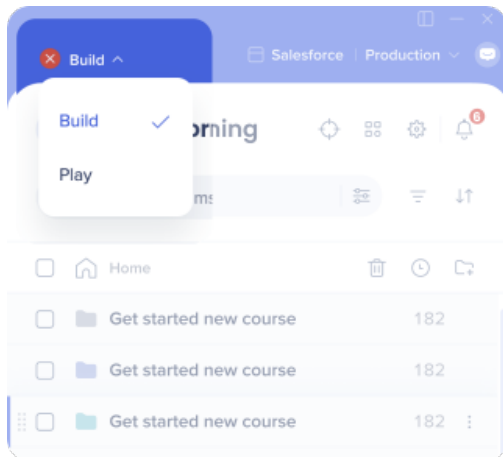 Build
Salesforce
Production
Build
Play
orning
6
ms
Home
Get started new course
182
Get started new course
182
Get started new course
182